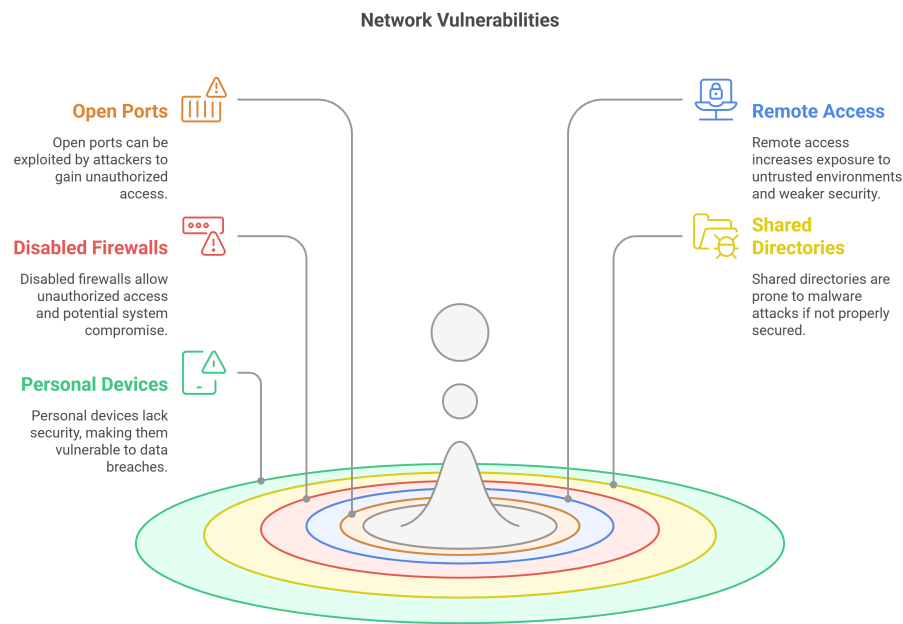 Network Vulnerabilities
Open Ports
Open ports can be
exploited by attackers to
gain unauthorized
access.
Disabled Firewalls
Disabled firewalls allow
unauthorized access
and potential system
compromise.
Personal Devices
Personal devices lack
security, making them
vulnerable to data
breaches.
Remote Access
Remote access
increases exposure to
untrusted environments
and weaker security.
Shared
Directories
Shared directories are
prone to malware
attacks if not properly
secured.